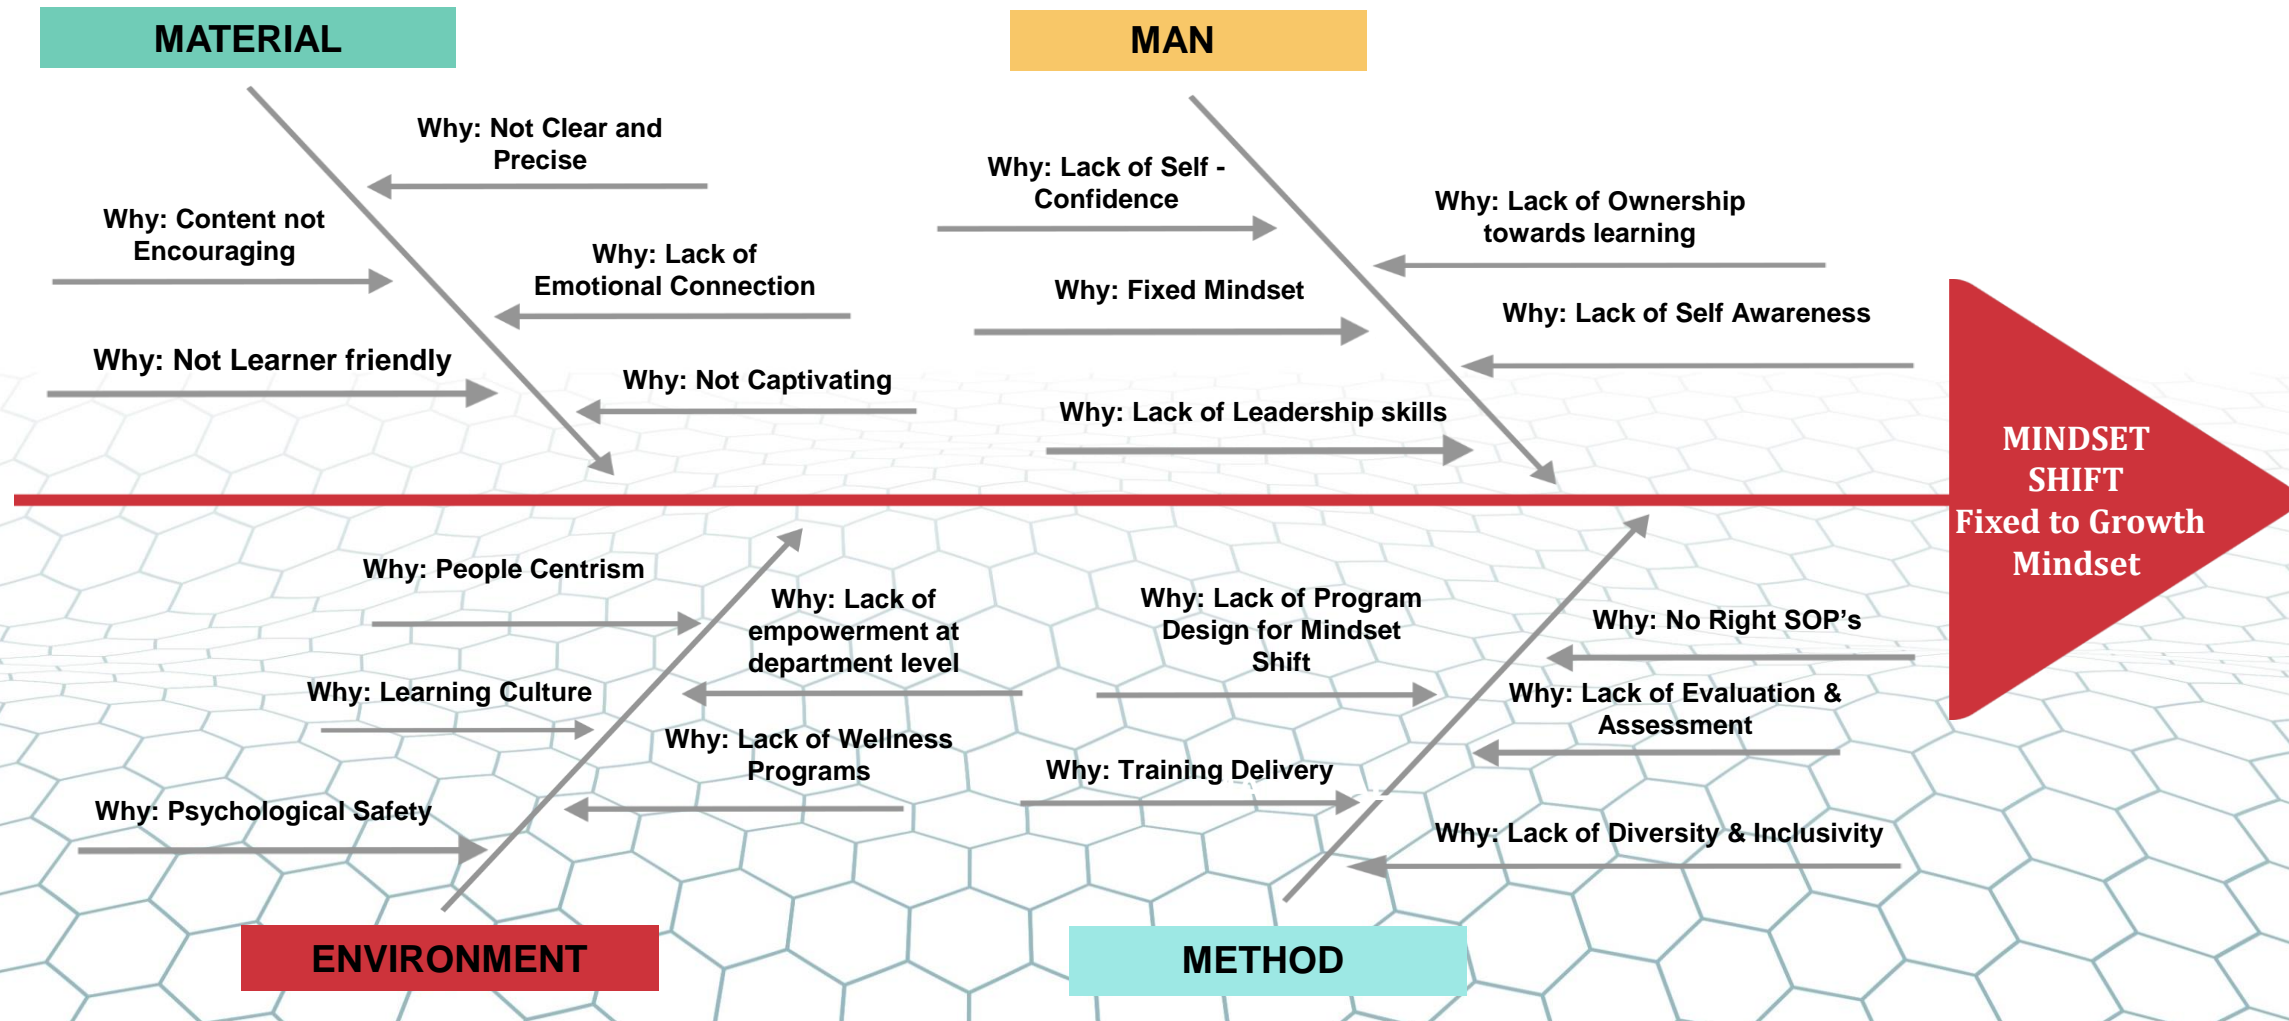 MATERIAL
MAN
Why: Not Clear and
Precise
Why: Content not
Encouraging
Why: Lack of
Emotional Connection
Why: Not Learner friendly
Why: Not Captivating
Why: Lack of Self -
Confidence
Why: Lack of Ownership
towards learning
Why: Fixed Mindset
Why: Lack of Self Awareness
Why: Lack of Leadership skills
MINDSET
SHIFT
Fixed to Growth
Mindset
Why: People Centrism
Why: Lack of
empowerment at
department level
Why: Learning Culture
Why: Lack of Wellness
Programs
Why: Psychological Safety
Why: Lack of Program
Design for Mindset
Shift
Why: No Right SOP's
Why: Lack of Evaluation &
Assessment
Why: Training Delivery
Why: Lack of Diversity & Inclusivity
ENVIRONMENT
METHOD